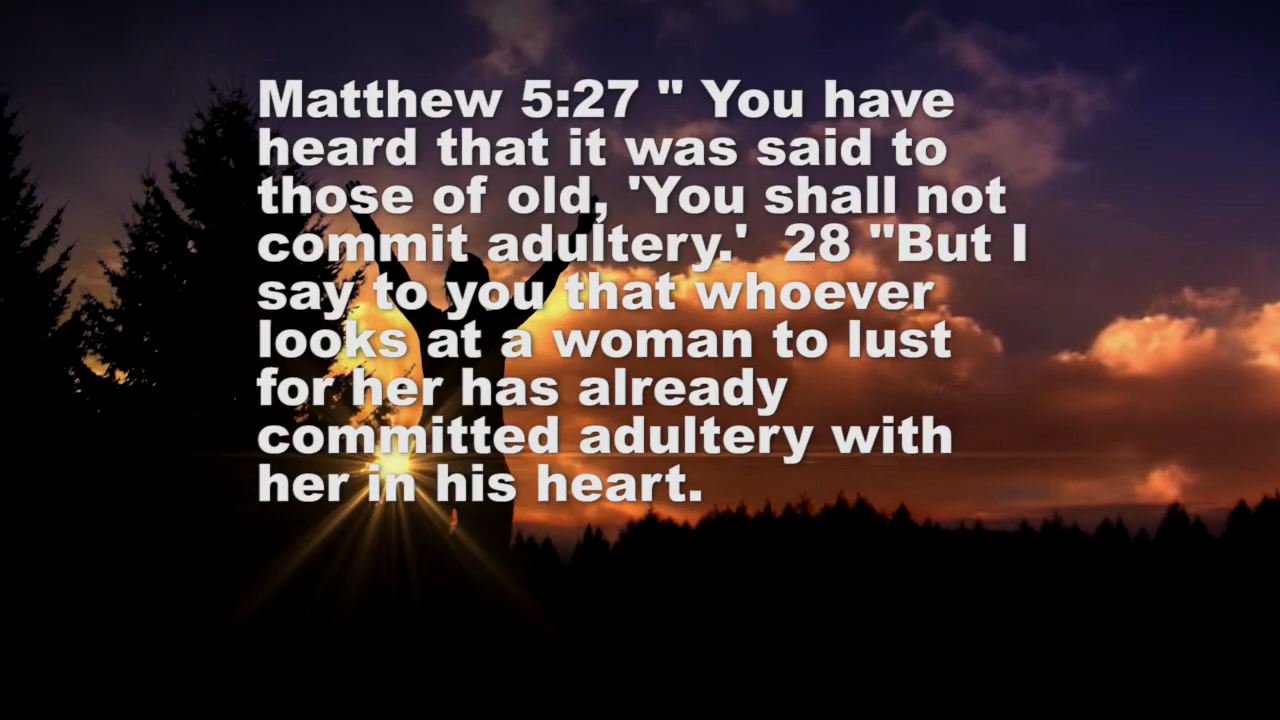 Matthew 5:27 " You have
heard that it was said to
those of old, 'You shall not
commit adultery.'  28 "But I
say to you that whoever
looks at a woman to lust
for her has already
committed adultery with
her in his heart.